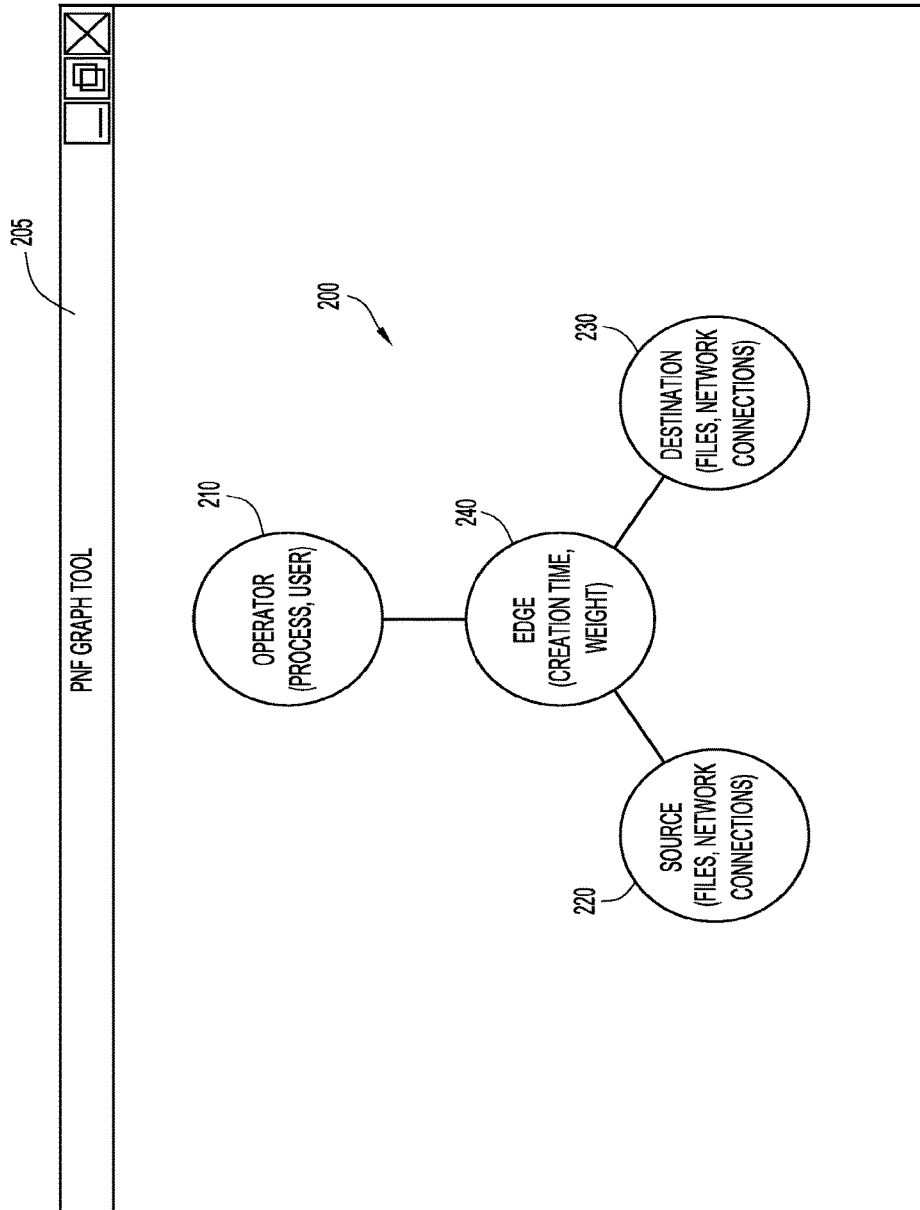 PNF GRAPH TOOL
205
200
210
OPERATOR
(PROCESS, USER)
240
EDGE
(CREATION TIME,
WEIGHT)
220
SOURCE
(FILES, NETWORK
CONNECTIONS)
230
DESTINATION
(FILES, NETWORK
CONNECTIONS)